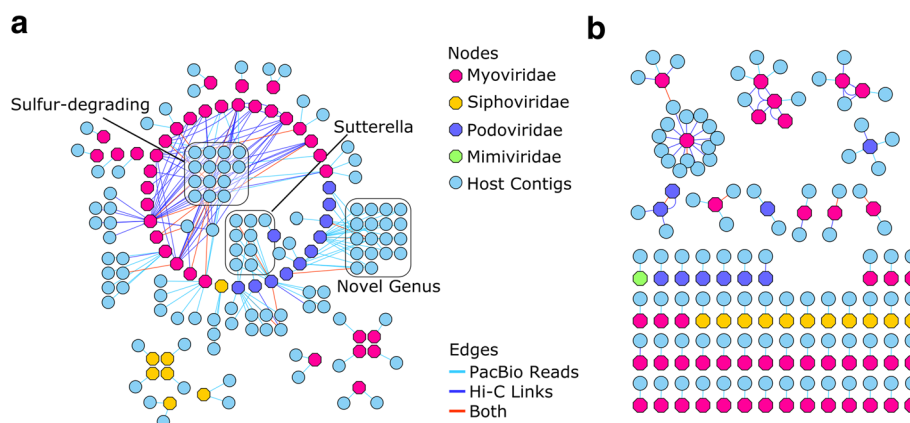 a
b
Nodes
Myoviridae
Siphoviridae
Podoviridae
Mimiviridae
Host Contigs
Sulfur-degrading
Sutterella
Novel Genus
Edges
PacBio Reads
Hi-C Links
Both